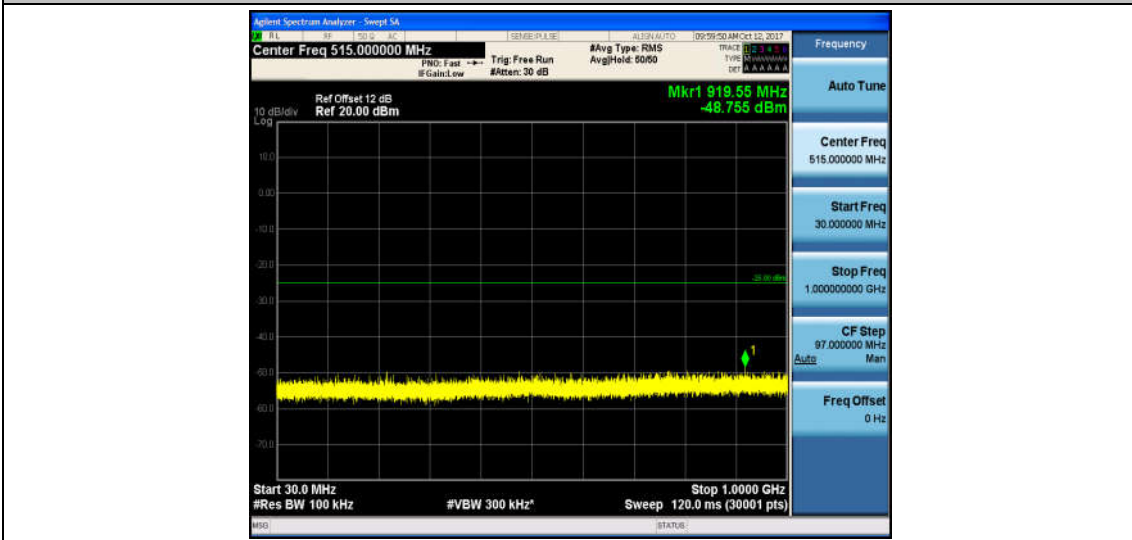 Agilent Spectrum Analyzer - Swept SA
RL RF 50 Ω AC SENSE:PULSE ALIGN AUTO 09:59:50 AM Oct 12, 2017
Center Freq 515.000000 MHz
PNO: Fast
IFGain:Low
Trig: Free Run
#Atten: 30 dB
#Avg Type: RMS
Avg|Hold: 50/50
TRACE 1 2 3 4 5 6
TYPE M
DET A A A A A A
Frequency
Mkr1 919.55 MHz
-48.755 dBm
Ref Offset 12 dB
10 dB/div Ref 20.00 dBm
Log
10.0
0.00
-10.0
-20.0
-25.00 dBm
-30.0
-40.0
1
-50.0
-60.0
-70.0
Start 30.0 MHz Stop 1.0000 GHz
#Res BW 100 kHz #VBW 300 kHz* Sweep 120.0 ms (30001 pts)
MSG STATUS
Auto Tune
Center Freq
515.000000 MHz
Start Freq
30.000000 MHz
Stop Freq
1.000000000 GHz
CF Step
97.000000 MHz
Auto Man
Freq Offset
0 Hz